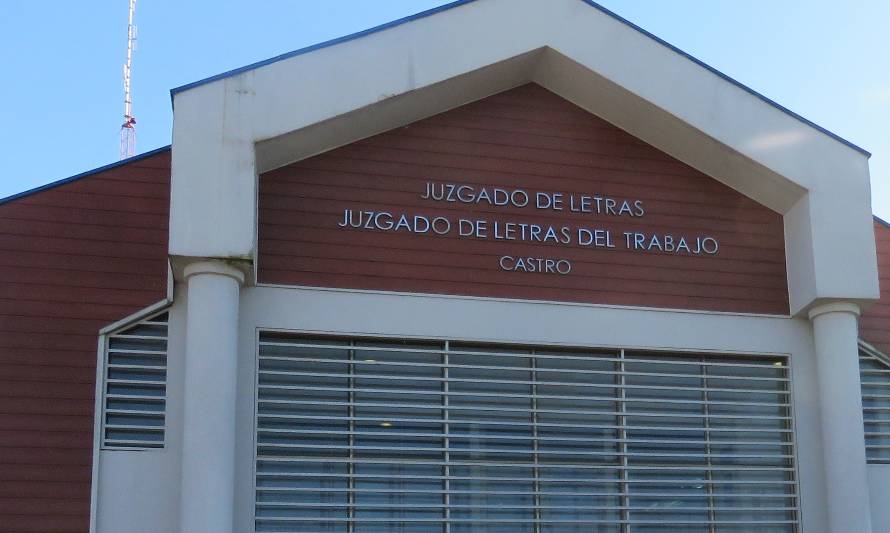 JUZGADO DE LETRAS
JUZGADO DE LETRAS DEL TRABAJO
CASTRO